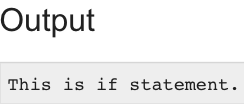 Output
This is if statement.